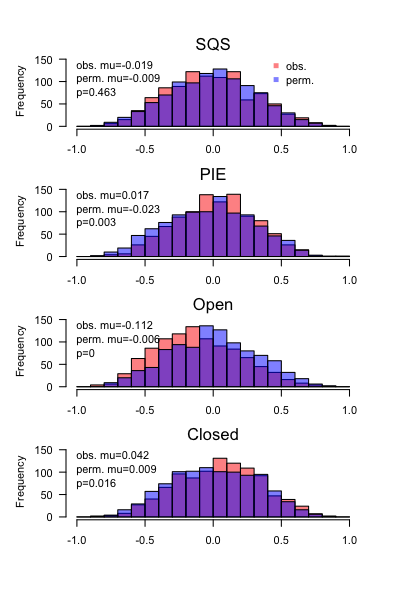 SQS
obs. mu=-0.019
perm. mu=-0.009
p=0.463
obs.
perm.
Frequency
150
100
50
0
-1.0 -0.5 0.0 0.5 1.0
PIE
obs. mu=0.017
perm. mu=-0.023
p=0.003
Frequency
150
100
50
0
-1.0 -0.5 0.0 0.5 1.0
Open
obs. mu=-0.112
perm. mu=-0.006
p=0
Frequency
150
100
50
0
-1.0 -0.5 0.0 0.5 1.0
Closed
obs. mu=0.042
perm. mu=0.009
p=0.016
Frequency
150
100
50
0
-1.0 -0.5 0.0 0.5 1.0